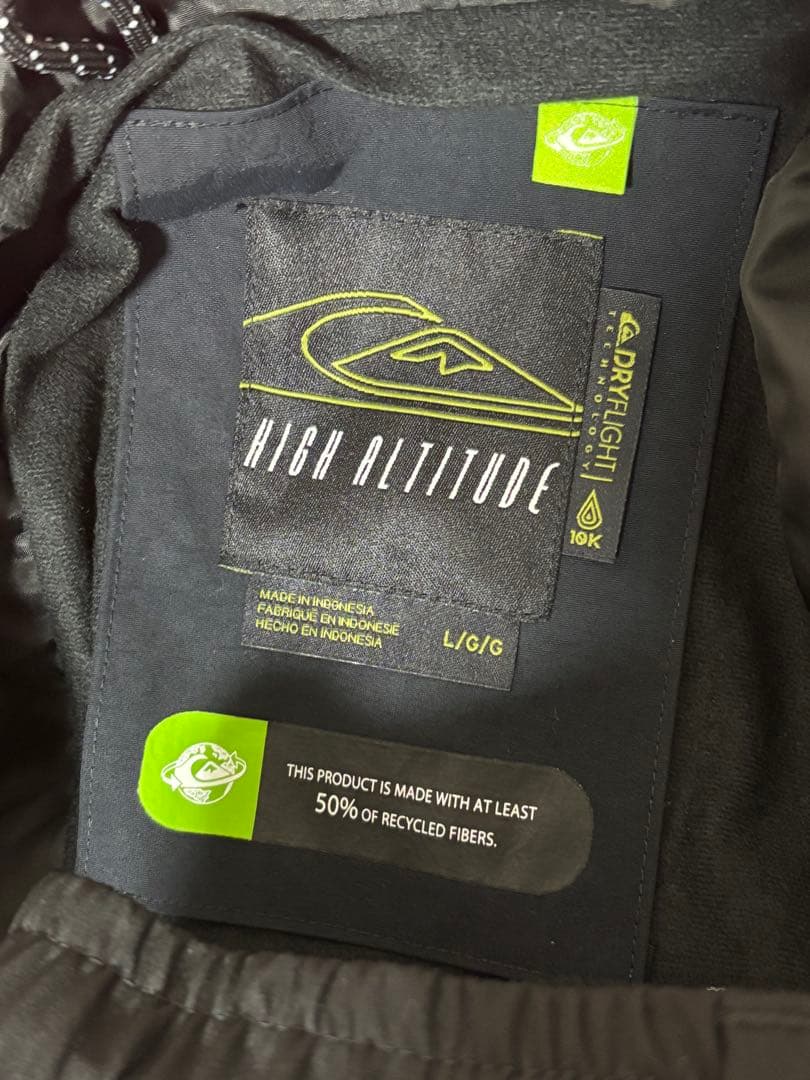 HIGH ALTITUDE
DRYFLIGHT
TECHNOLOGY
10K
MADE IN INDONESIA
FABRIQUÉ EN INDONESIE
HECHO EN INDONESIA
L/G/G
THIS PRODUCT IS MADE WITH AT LEAST
50% OF RECYCLED FIBERS.